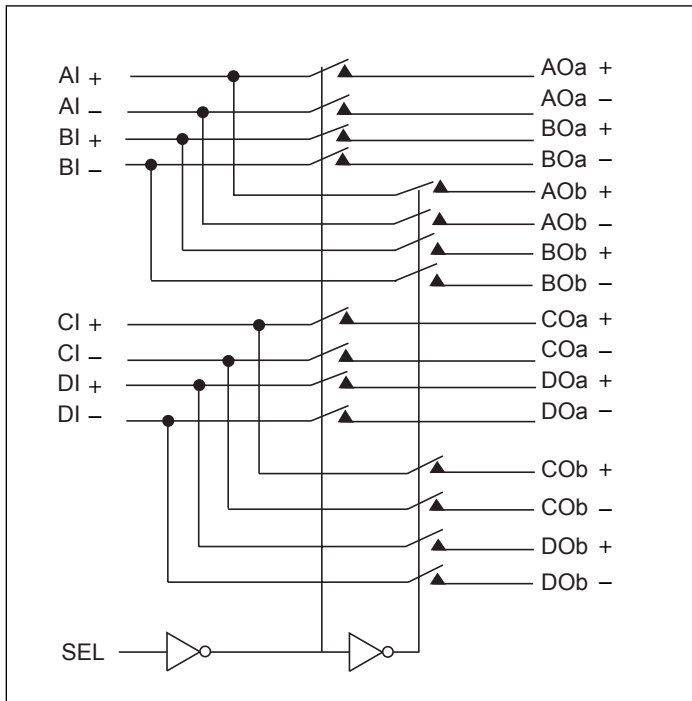 AI + AOa +
AI – AOa –
BI + BOa +
BI – BOa –
AOb +
AOb –
BOb +
BOb –
CI + COa +
CI – COa –
DI + DOa +
DI – DOa –
COb +
COb –
DOb +
DOb –
SEL